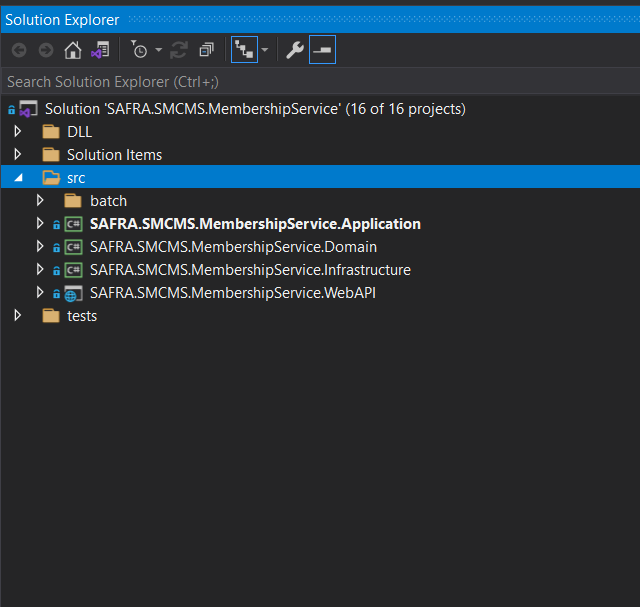 Solution Explorer
Search Solution Explorer (Ctrl+;)
Solution 'SAFRA.SMCMS.MembershipService' (16 of 16 projects)
DLL
Solution Items
src
batch
C# SAFRA.SMCMS.MembershipService.Application
C# SAFRA.SMCMS.MembershipService.Domain
C# SAFRA.SMCMS.MembershipService.Infrastructure
SAFRA.SMCMS.MembershipService.WebAPI
tests